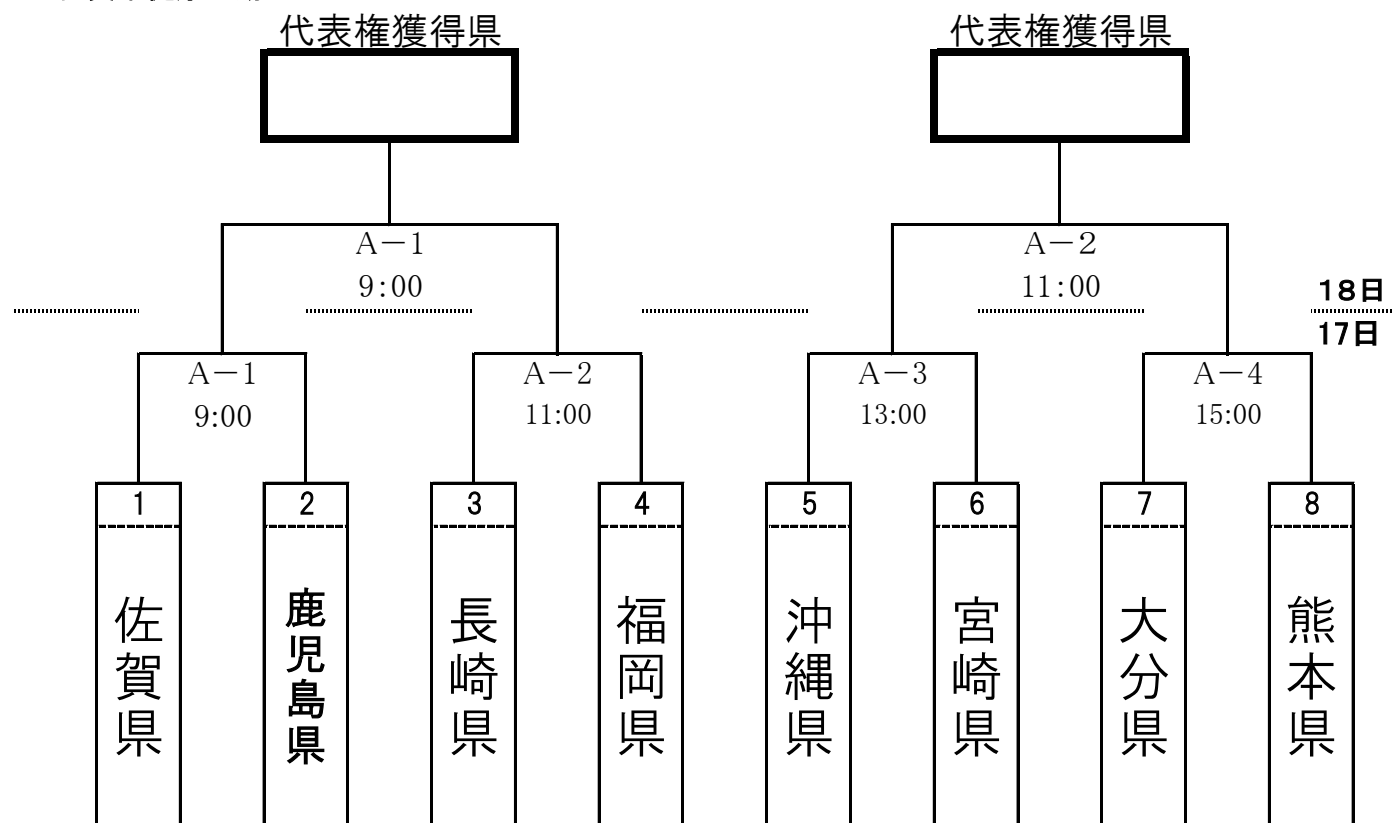 代表権獲得県
代表権獲得県
A-1
9:00
A-2
11:00
18日
17日
A-1
9:00
A-2
11:00
A-3
13:00
A-4
15:00
1
2
3
4
5
6
7
8
佐賀県
鹿児島県
長崎県
福岡県
沖縄県
宮崎県
大分県
熊本県